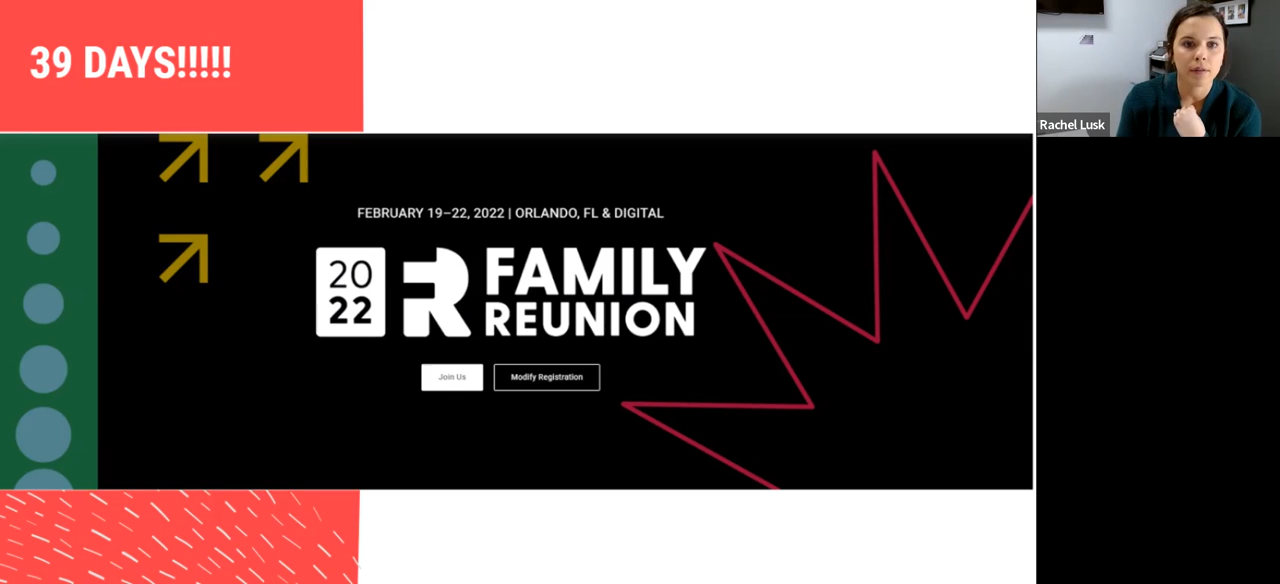 39 DAYS!!!!!
FEBRUARY 19–22, 2022 | ORLANDO, FL & DIGITAL
20
22
FR
FAMILY
REUNION
Join Us
Modify Registration
Rachel Lusk